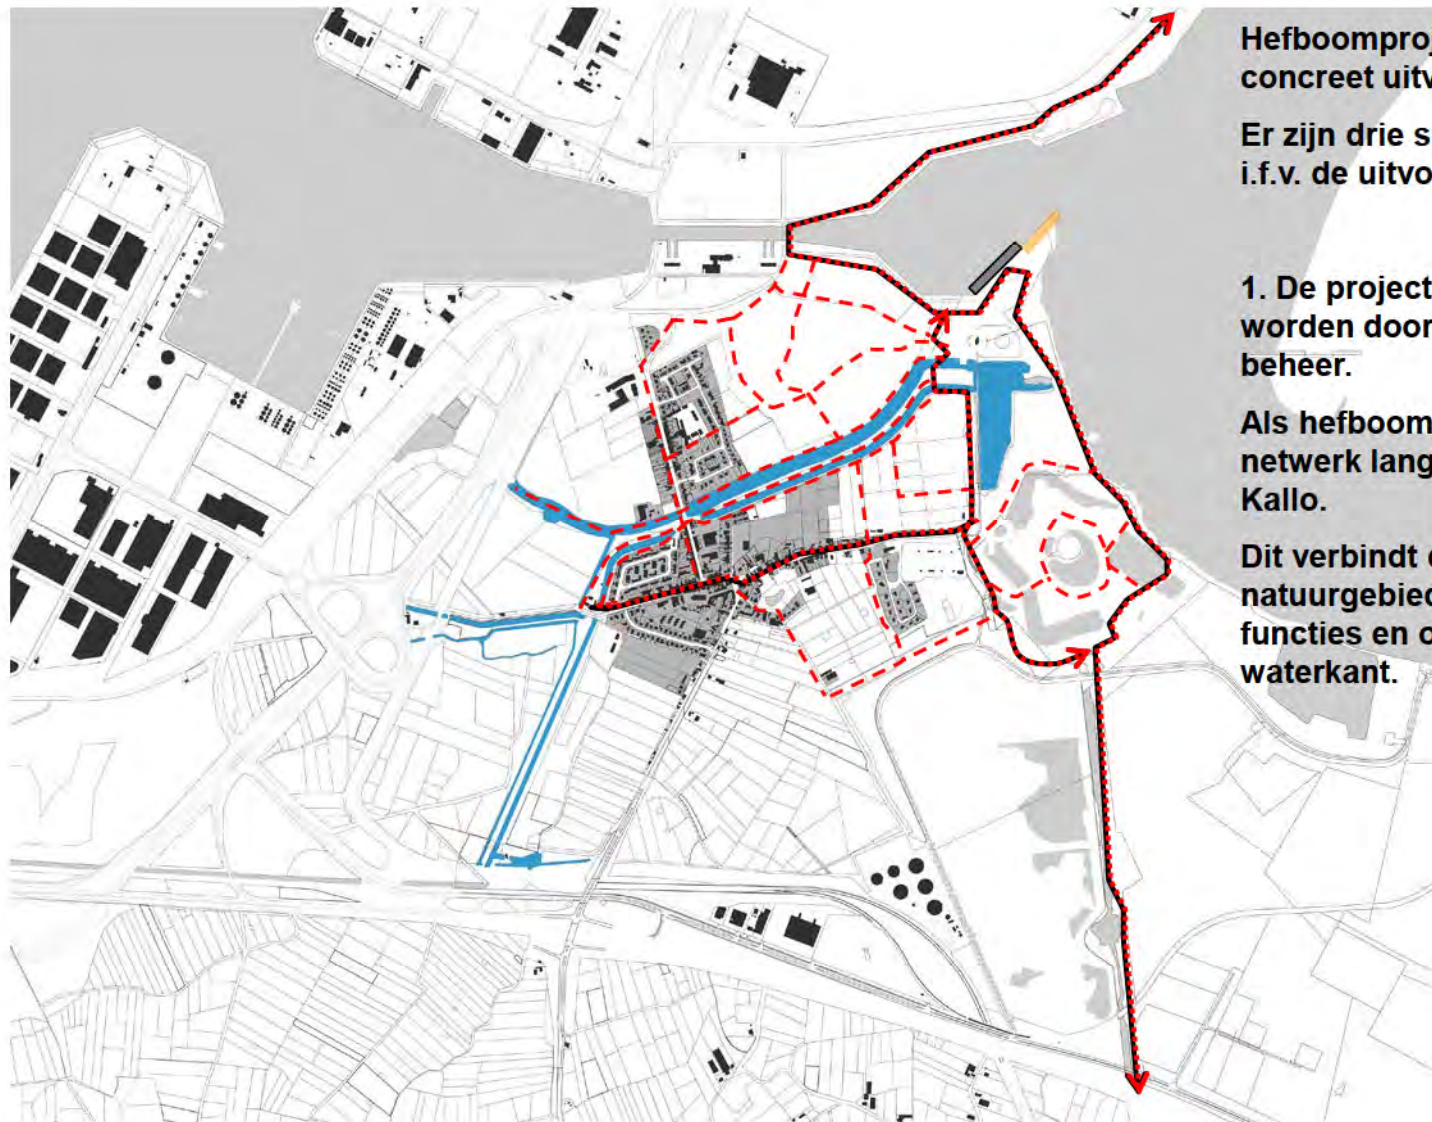 Hefboompro
concreet uitv
Er zijn drie s
i.f.v. de uitvo
1. De project
worden door
beheer.
Als hefboom
netwerk lang
Kallo.
Dit verbindt
natuurgebied
functies en o
waterkant.